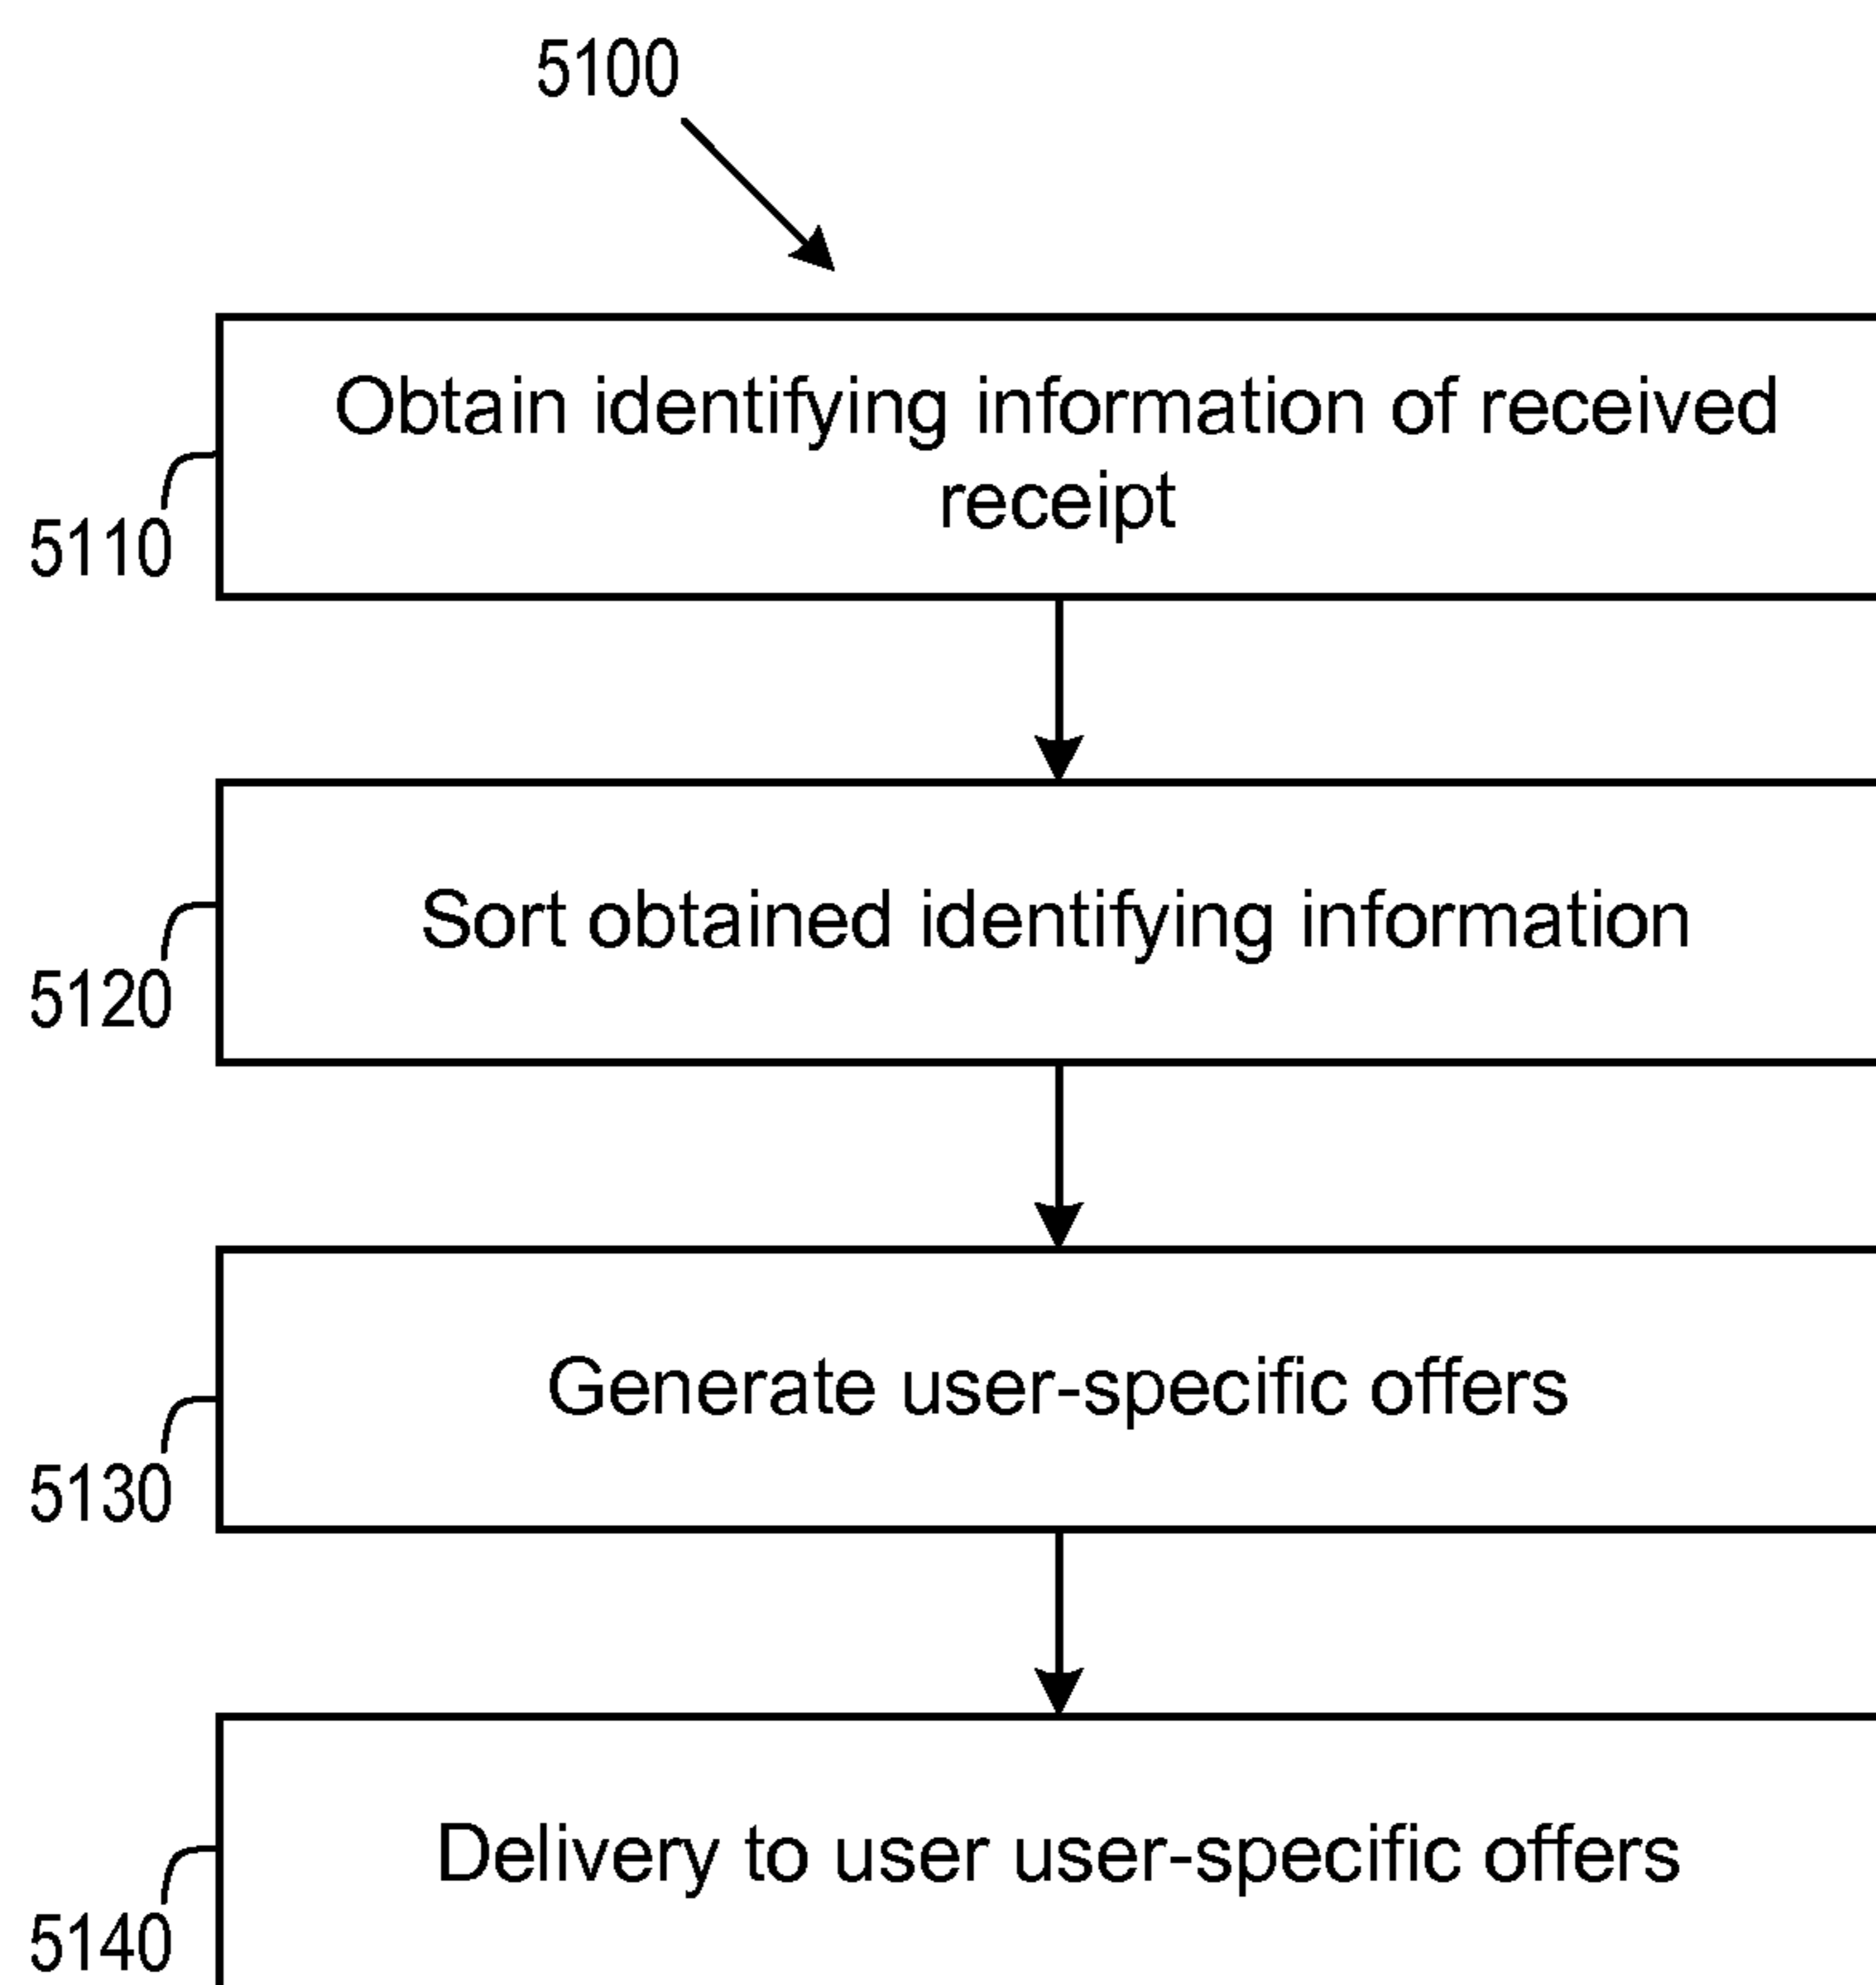 5100
Obtain identifying information of received
receipt
5110
Sort obtained identifying information
5120
Generate user-specific offers
5130
Delivery to user user-specific offers
5140